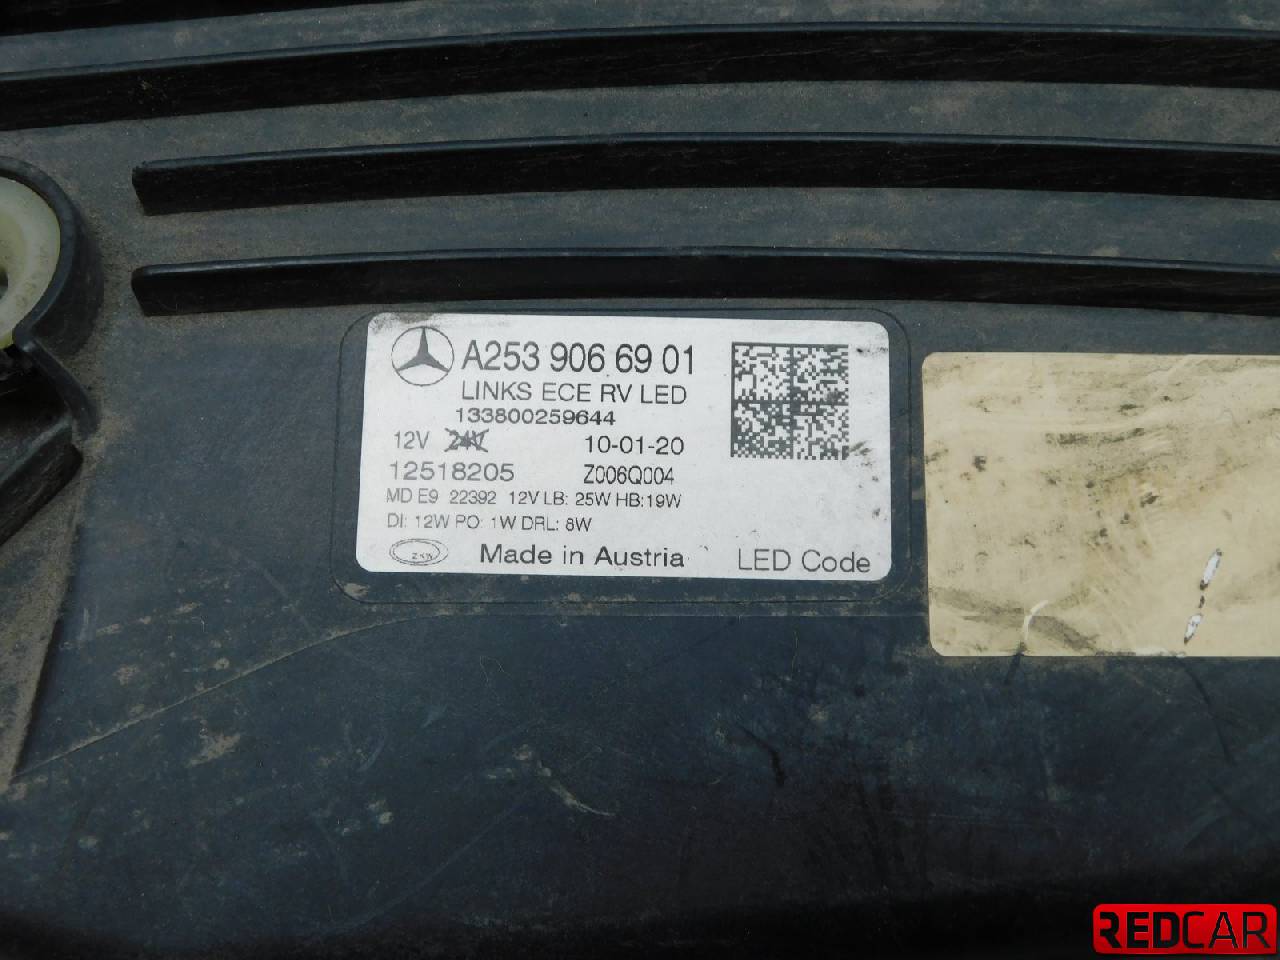 A253 906 69 01
LINKS ECE RV LED
133800259644
12V 24V 10-01-20
12518205 Z006Q004
MD E9 22392 12V LB: 25W HB:19W
DI: 12W PO: 1W DRL: 8W
ZKW Made in Austria LED Code
REDCAR